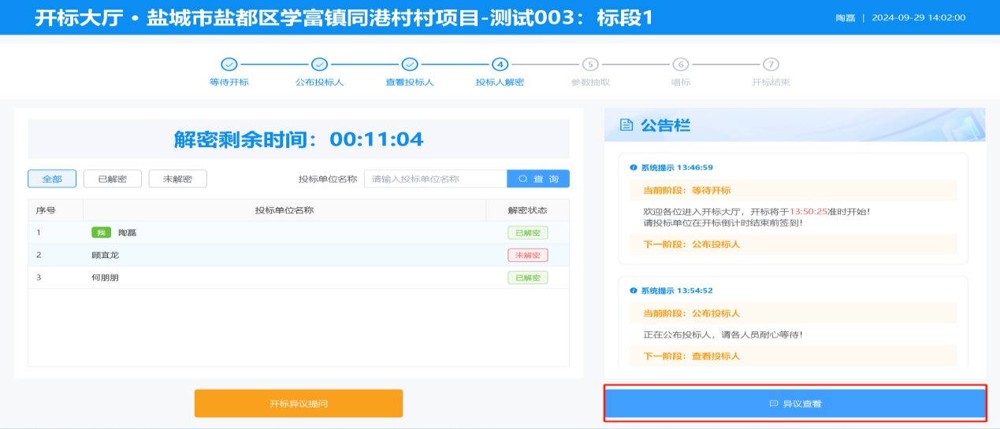 开标大厅·盐城市盐都区学富镇同港村村项目-测试003：标段1
陶磊 | 2024-09-29 14:02:00
等待开标
公布投标人
查看投标人
4 投标人解密
5 参数抽取
6 唱标
7 开标结束
解密剩余时间：00:11:04
全部 已解密 未解密 投标单位名称 请输入投标单位名称 查 询
序号 投标单位名称 解密状态
1 我 陶磊 已解密
2 顾宜龙 未解密
3 何朋朋 已解密
开标异议提问
公告栏
系统提示 13:46:59
当前阶段：等待开标
欢迎各位进入开标大厅，开标将于13:50:25准时开始！
请投标单位在开标倒计时结束前签到！
下一阶段：公布投标人
系统提示 13:54:52
当前阶段：公布投标人
正在公布投标人，请各人员耐心等待！
下一阶段：查看投标人
异议查看